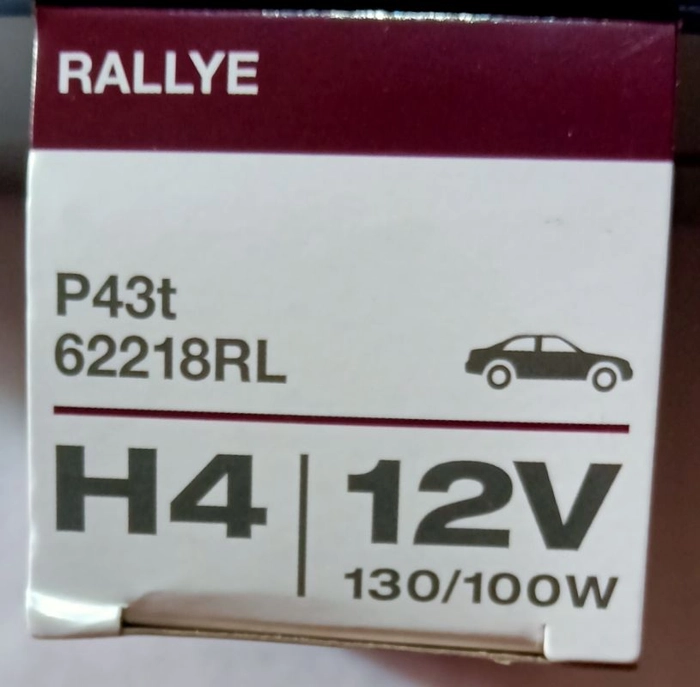 RALLYE
P43t
62218RL
H4 12V
130/100W